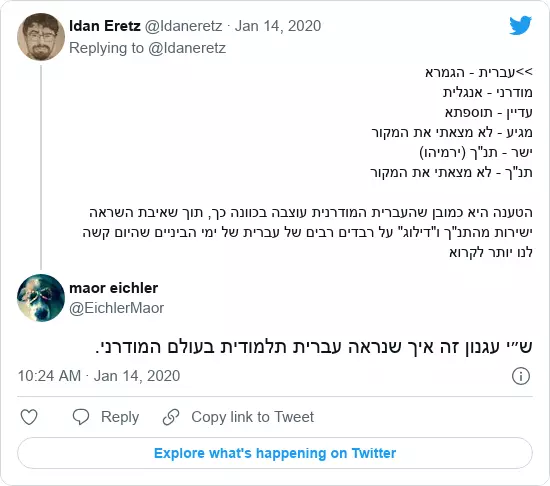 Idan Eretz @Idaneretz · Jan 14, 2020
Replying to @Idaneretz
>>עברית - הגמרא
מודרני - אנגלית
עדיין - תוספתא
מגיע - לא מצאתי את המקור
ישר - תנ"ך (ירמיהו)
תנ"ך - לא מצאתי את המקור
הטענה היא כמובן שהעברית המודרנית עוצבה בכוונה כך, תוך שאיבת השראה
ישירות מהתנ"ך ו"דילוג" על רבדים רבים של עברית של ימי הביניים שהיום קשה
לנו יותר לקרוא
maor eichler
@EichlerMaor
ש״י עגנון זה איך שנראה עברית תלמודית בעולם המודרני.
10:24 AM · Jan 14, 2020
Reply Copy link to Tweet
Explore what's happening on Twitter